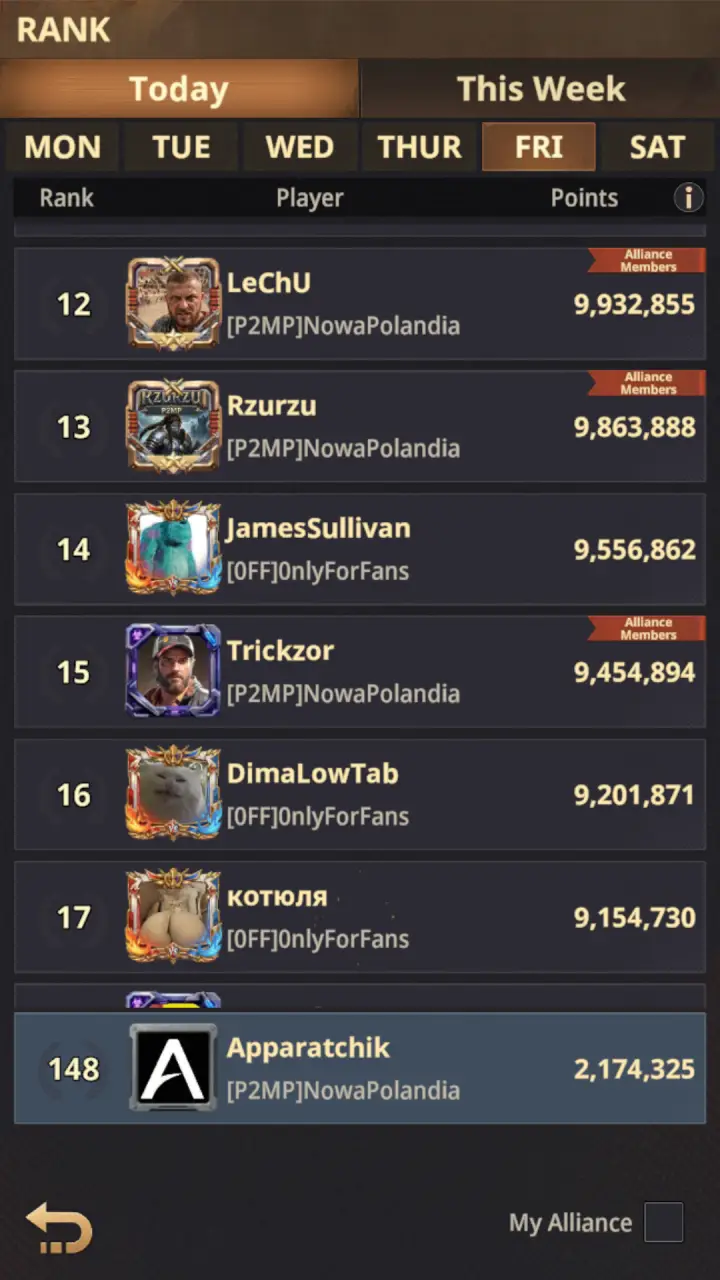 RANK
Today
This Week
MON TUE WED THUR FRI SAT
Rank Player Points i
Alliance
Members
12 LeChU 9,932,855
[P2MP]NowaPolandia
Alliance
Members
RZURZU
P2MP
13 Rzurzu 9,863,888
[P2MP]NowaPolandia
14 JamesSullivan 9,556,862
[0FF]0nlyForFans
Alliance
Members
15 Trickzor 9,454,894
[P2MP]NowaPolandia
16 DimaLowTab 9,201,871
[0FF]0nlyForFans
17 котюля 9,154,730
[0FF]0nlyForFans
148 Apparatchik 2,174,325
[P2MP]NowaPolandia
My Alliance